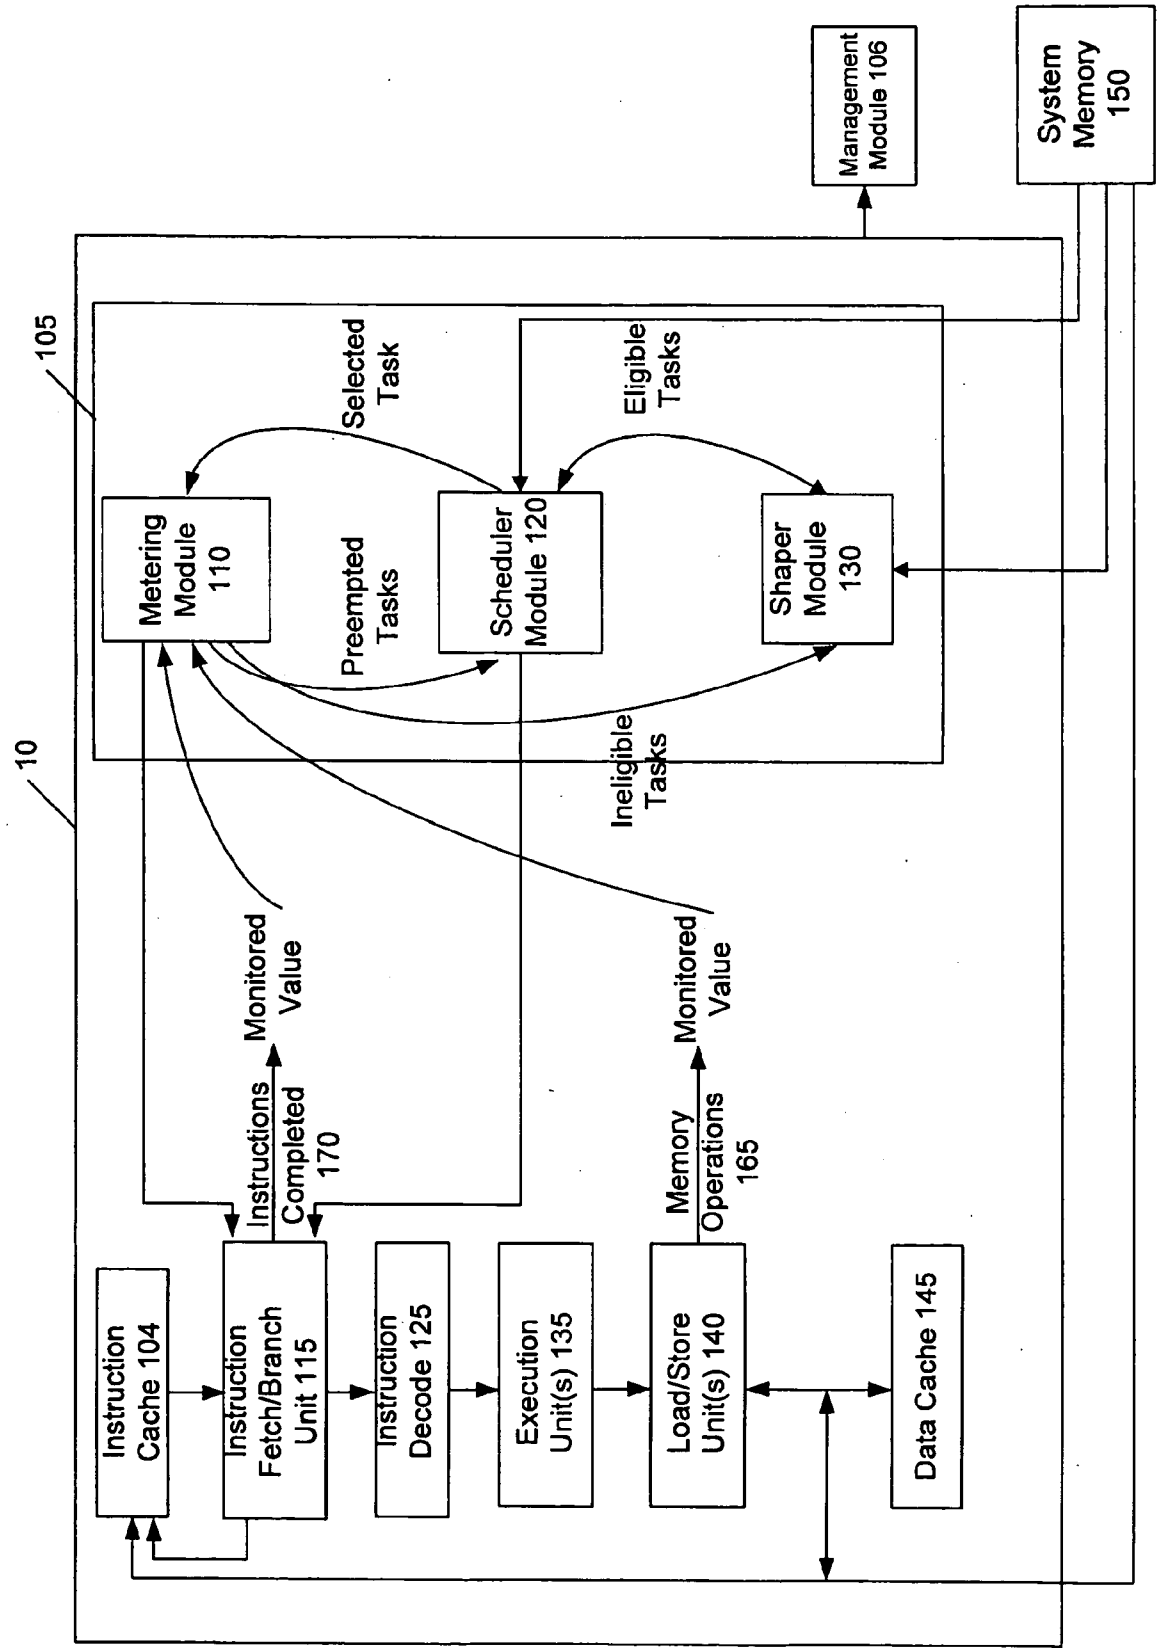 10
105
Instruction
Cache 104
Instruction
Fetch/Branch
Unit 115
Instruction
Decode 125
Execution
Unit(s) 135
Load/Store
Unit(s) 140
Data Cache 145
Instructions
Completed
170
Monitored
Value
Memory
Operations
165
Monitored
Value
Metering
Module
110
Preempted
Tasks
Selected
Task
Scheduler
Module 120
Ineligible
Tasks
Eligible
Tasks
Shaper
Module
130
Management
Module 106
System
Memory
150